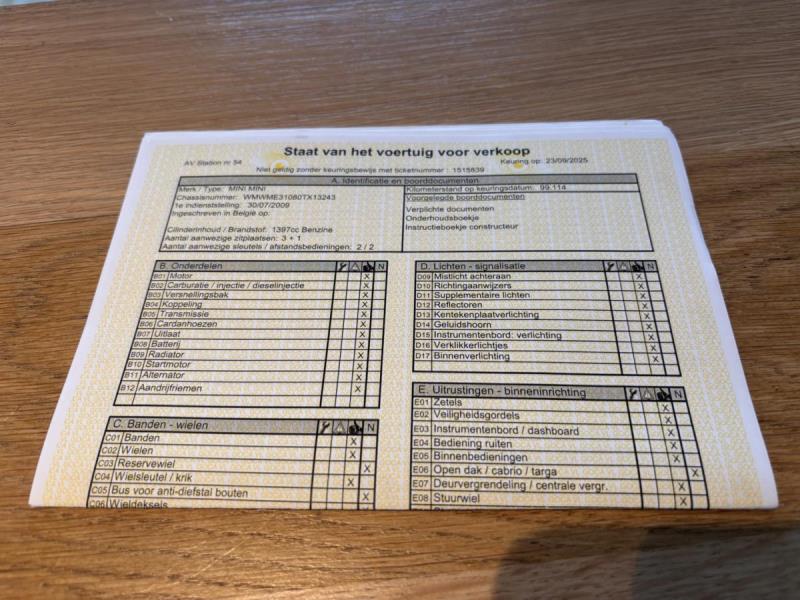 Staat van het voertuig voor verkoop
AV Station nr 54
Keuring op: 23/09/2025
Niet geldig zonder keuringsbewijs met ticketnummer : 1515639
A. Identificatie en boorddocumenten
Merk / Type: MINI MINI
Chassisnummer: WMWME31080TX13243
1e indienststelling: 30/07/2009
Ingeschreven in België op:
Cilinderinhoud / Brandstof: 1397cc Benzine
Aantal aanwezige zitplaatsen: 3 + 1
Aantal aanwezige sleutels / afstandsbedieningen: 2 / 2
Kilometerstand op keuringsdatum: 99.114
Voorgelegde boorddocumenten
Verplichte documenten
Onderhoudsboekje
Instructieboekje constructeur
B. Onderdelen N
B01 Motor X
B02 Carburatie / injectie / dieselinjectie X
B03 Versnellingsbak X
B04 Koppeling X
B05 Transmissie X
B06 Cardanhoezen X
B07 Uitlaat X
B08 Batterij X
B09 Radiator X
B10 Startmotor X
B11 Alternator X
B12 Aandrijfriemen X
C. Banden - wielen N
C01 Banden X
C02 Wielen X
C03 Reservewiel X
C04 Wielsleutel / krik X
C05 Bus voor anti-diefstal bouten X
C06 Wieldeksels
D. Lichten - signalisatie N
D09 Mistlicht achteraan X
D10 Richtingaanwijzers X
D11 Supplementaire lichten X
D12 Reflectoren X
D13 Kentekenplaatverlichting X
D14 Geluidshoorn X
D15 Instrumentenbord: verlichting X
D16 Verklikkerlichtjes X
D17 Binnenverlichting X
E. Uitrustingen - binneninrichting N
E01 Zetels X
E02 Veiligheidsgordels X
E03 Instrumentenbord / dashboard X
E04 Bediening ruiten X
E05 Binnenbedieningen X
E06 Open dak / cabrio / targa X
E07 Deurvergrendeling / centrale vergr. X
E08 Stuurwiel X